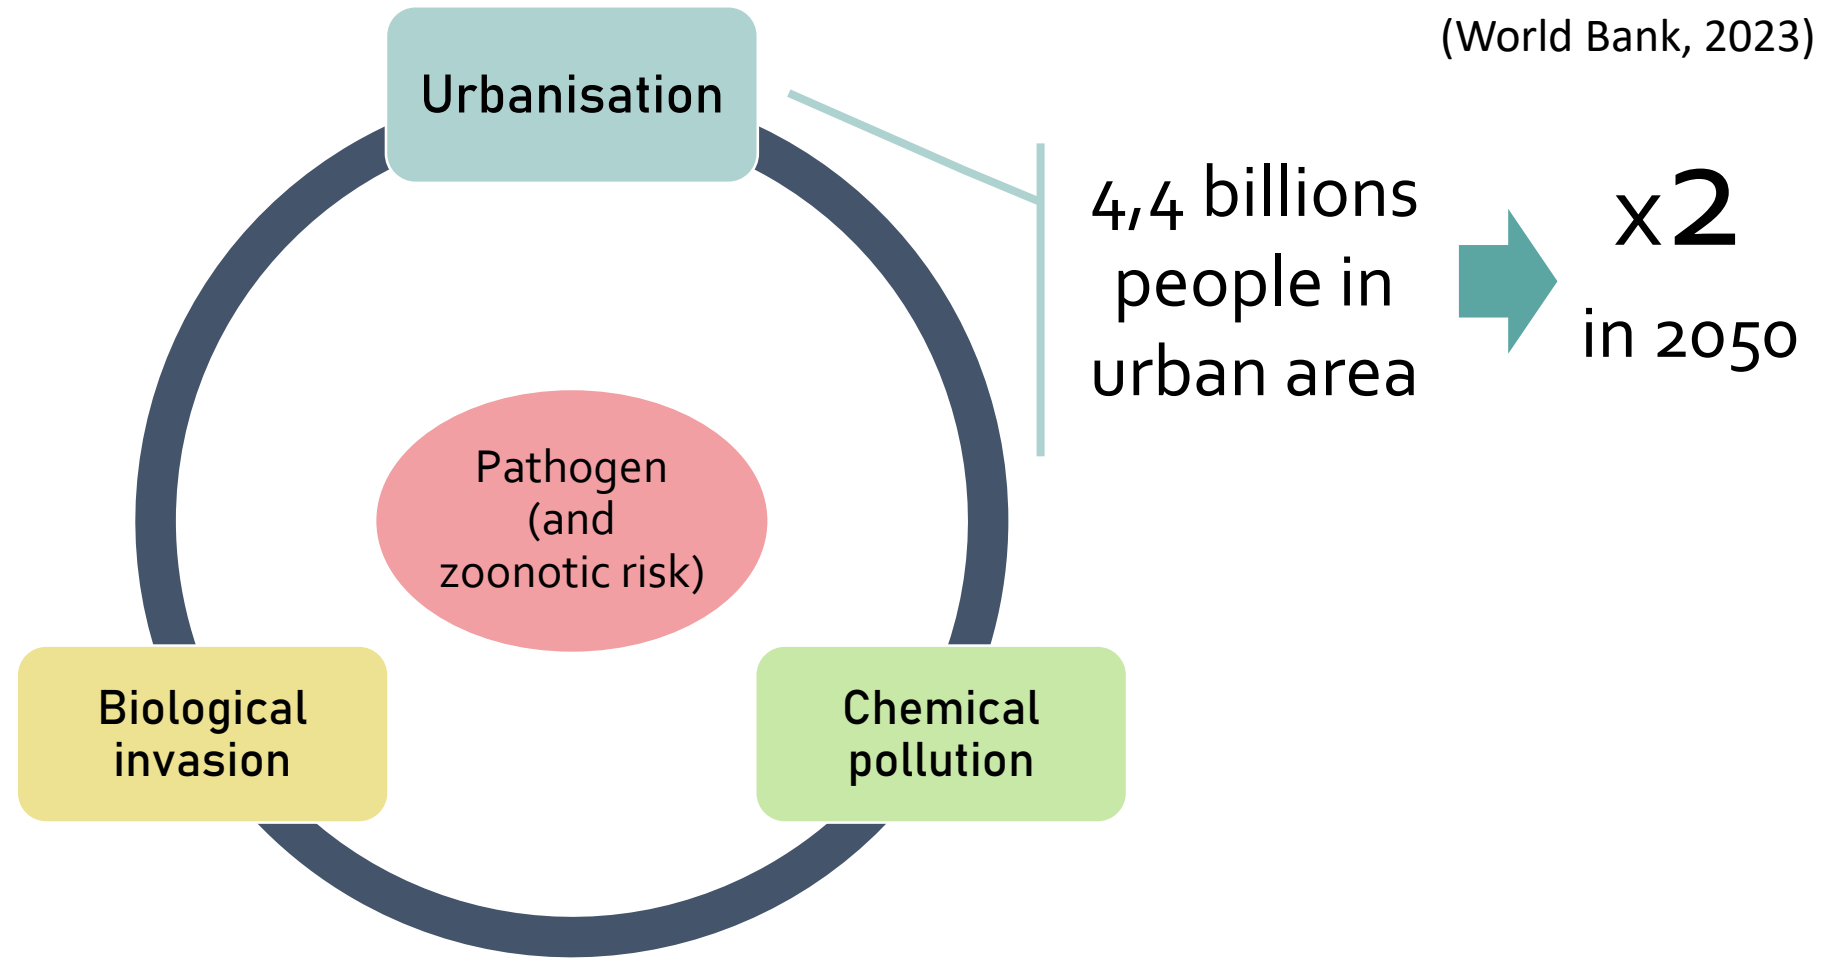 (World Bank, 2023)
Urbanisation
4,4 billions
people in
urban area
x2
in 2050
Pathogen
(and
zoonotic risk)
Biological
invasion
Chemical
pollution